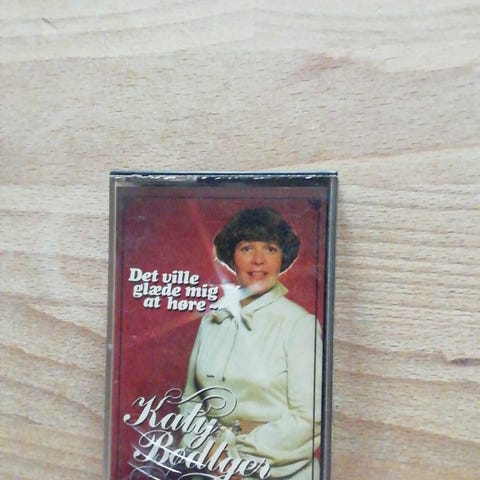 Det ville
glæde mig
at høre -
Katy
Bødtger